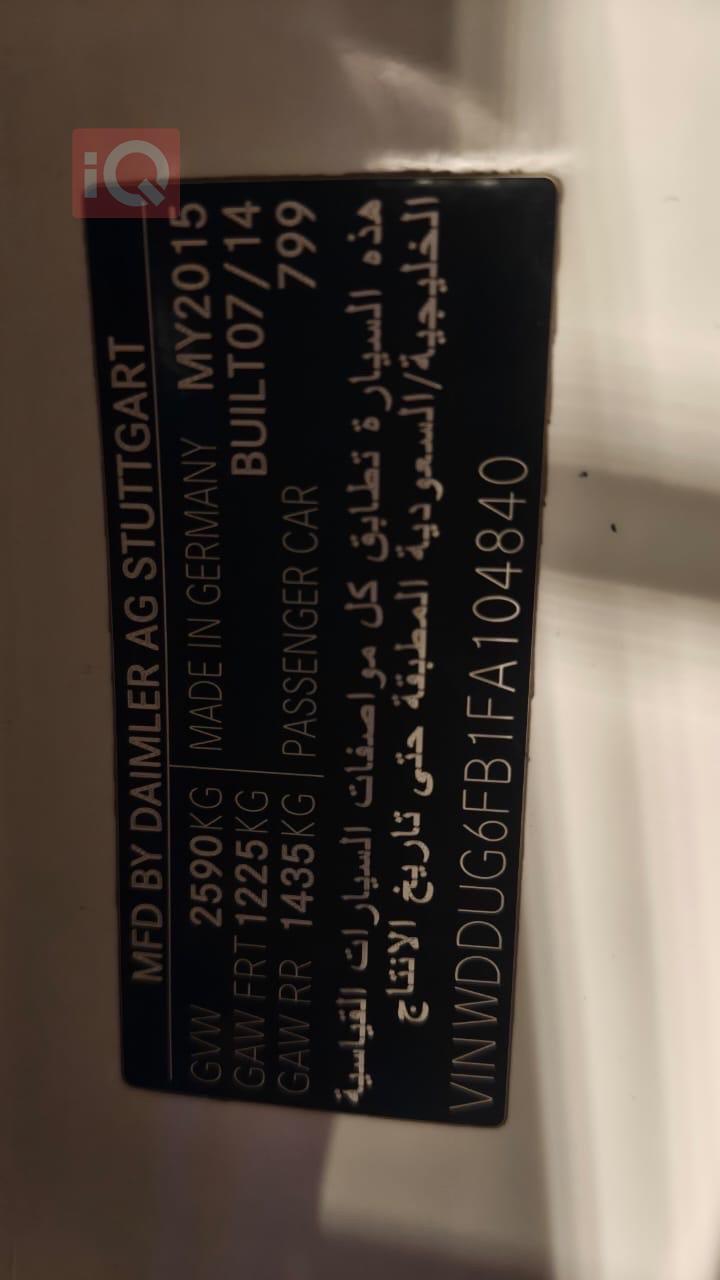 iQ
MFD BY DAIMLER AG STUTTGART
GVW 2590KG MADE IN GERMANY MY2015
GAW FRT 1225KG BUILT07/14
GAW RR 1435KG PASSENGER CAR 799
هذه السيارة تطابق كل مواصفات السيارات القياسية
الخليجية/السعودية المطبقة حتى تاريخ الانتاج
VIN WDDUG6FB1FA104840